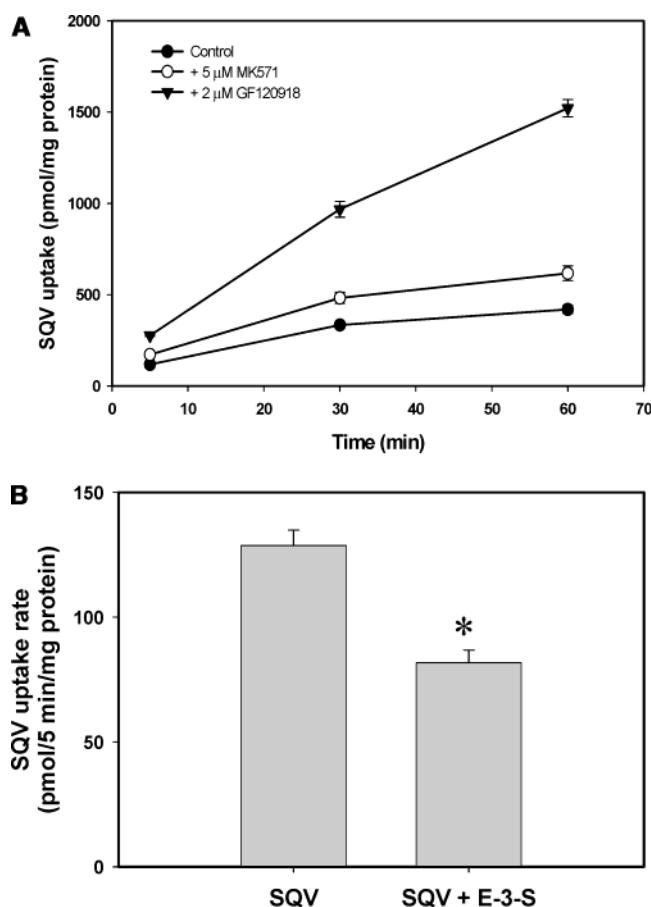 A
2000
1500
1000
500
0
SQV uptake (pmol/mg protein)
Control
+ 5 μM MK571
+ 2 μM GF120918
0 10 20 30 40 50 60 70
Time (min)
B
150
100
50
0
SQV uptake rate
(pmol/5 min/mg protein)
*
SQV SQV + E-3-S